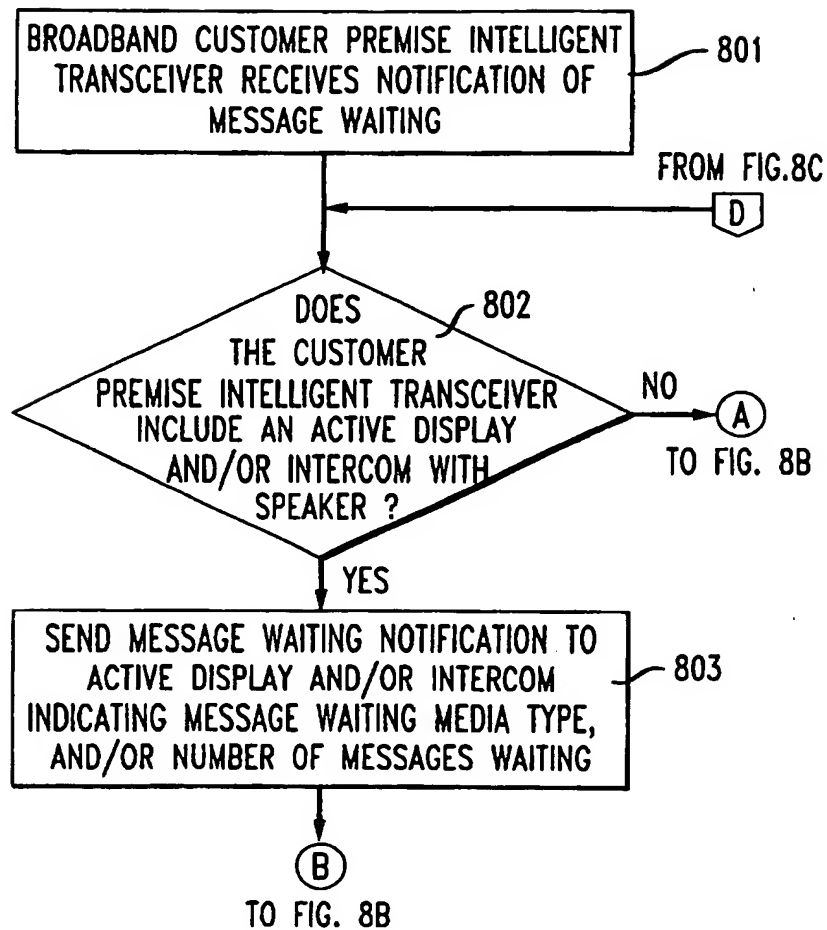 BROADBAND CUSTOMER PREMISE INTELLIGENT
TRANSCEIVER RECEIVES NOTIFICATION OF
MESSAGE WAITING
801
FROM FIG.8C
D
DOES
802
THE CUSTOMER
PREMISE INTELLIGENT TRANSCEIVER
INCLUDE AN ACTIVE DISPLAY
AND/OR INTERCOM WITH
SPEAKER ?
NO
A
TO FIG. 8B
YES
SEND MESSAGE WAITING NOTIFICATION TO
ACTIVE DISPLAY AND/OR INTERCOM
INDICATING MESSAGE WAITING MEDIA TYPE,
AND/OR NUMBER OF MESSAGES WAITING
803
B
TO FIG. 8B